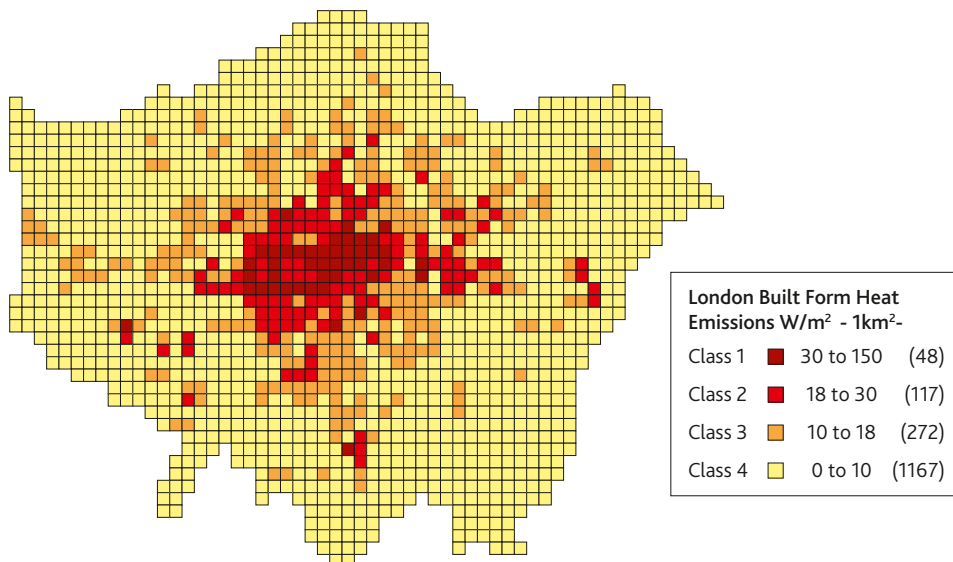 London Built Form Heat
Emissions W/m² - 1km²-
Class 1 30 to 150 (48)
Class 2 18 to 30 (117)
Class 3 10 to 18 (272)
Class 4 0 to 10 (1167)